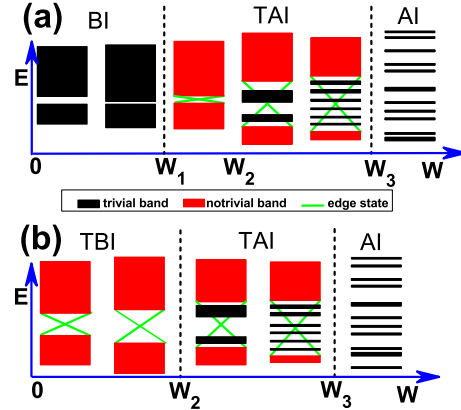 (a) BI TAI AI
E
0 W1 W2 W3 W
trivial band notrivial band edge state
(b) TBI TAI AI
E
0 W2 W3 W